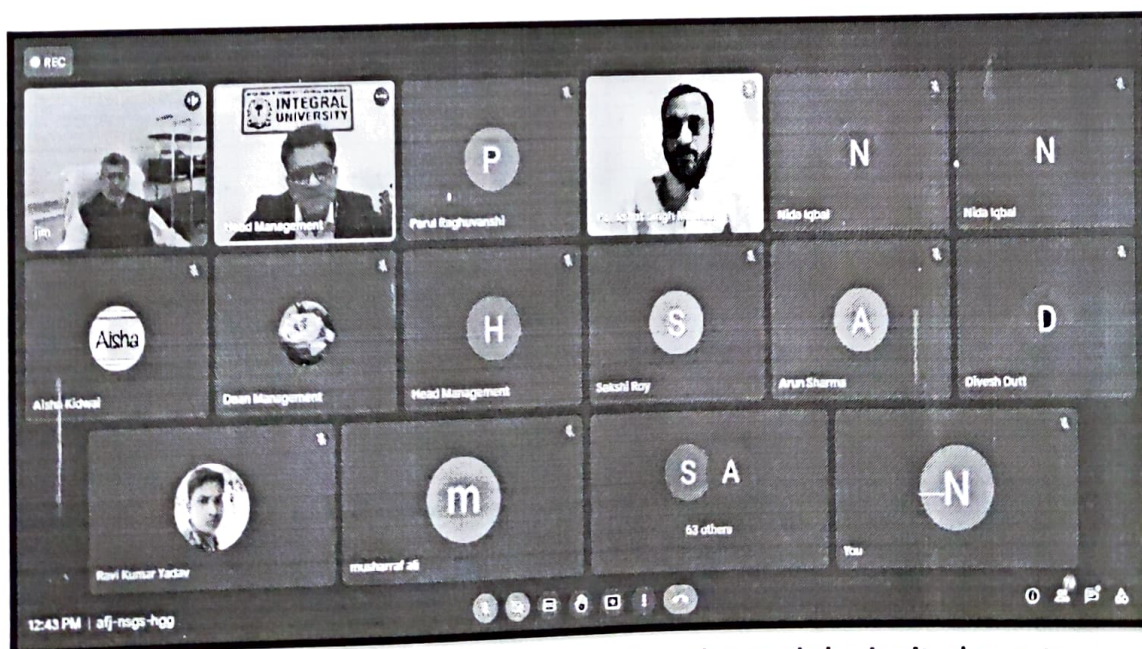 REC
INTEGRAL
UNIVERSITY
jim
Head Management
P
Parul Raghuvanshi
Singh
N
Nida Iqbal
N
Nida Iqbal
Aisha
Aisha Kidwai
Dean Management
H
Head Management
S
Sakshi Roy
A
Arun Sharma
D
Divesh Dutt
Ravi Kumar Yadav
m
musharraf ali
S A
63 others
N
You
12:43 PM | afj-nsgs-hgg